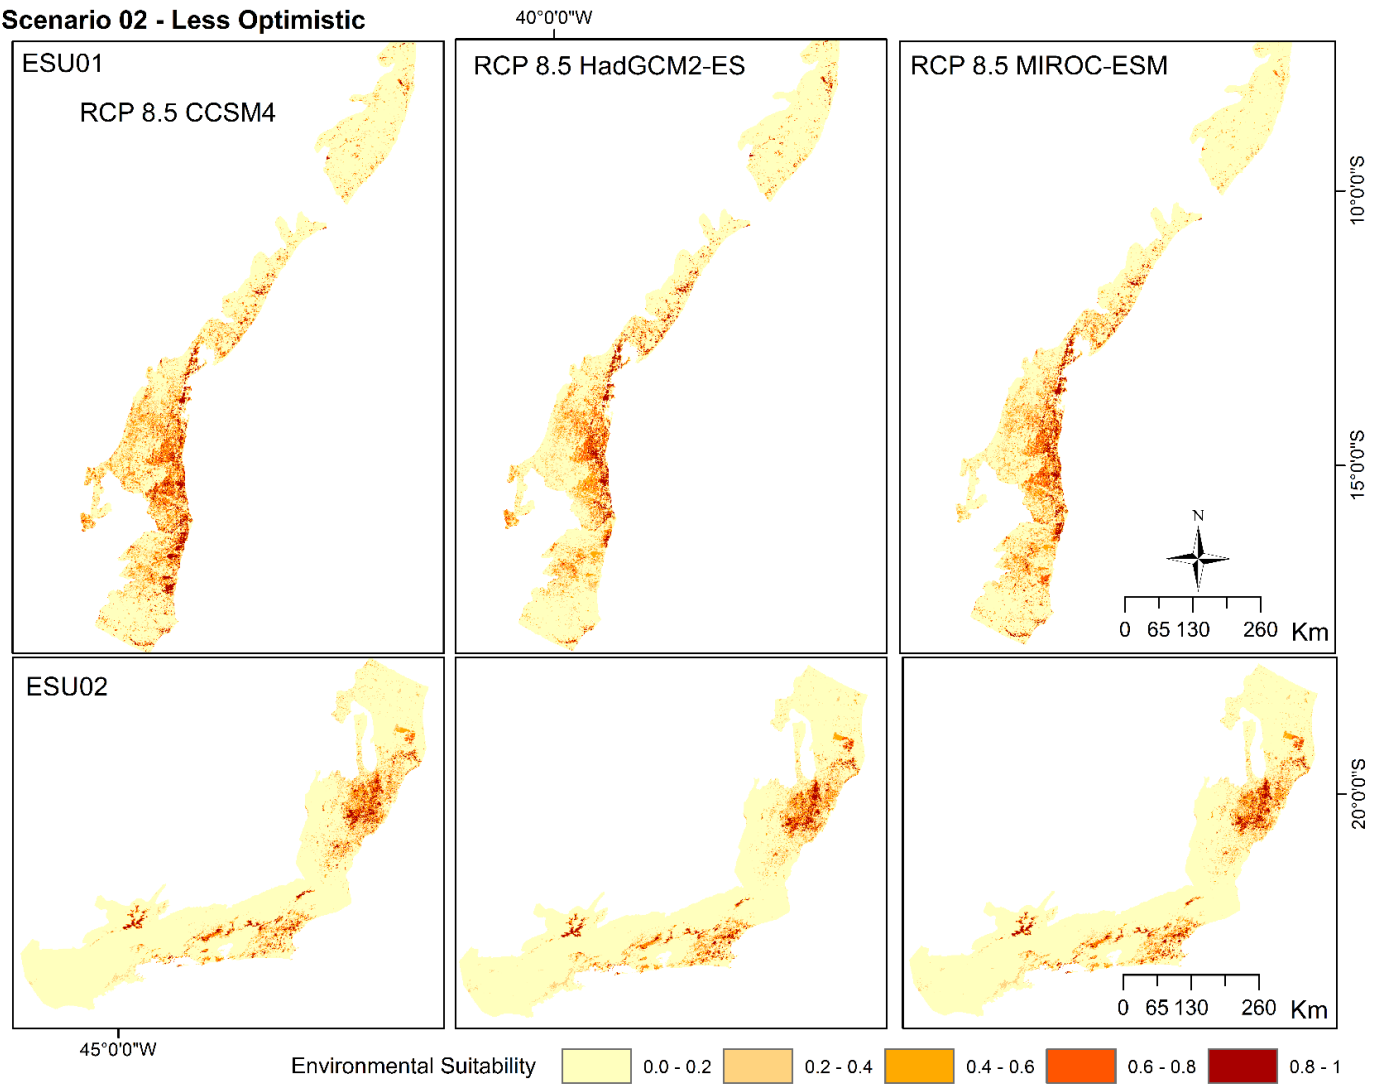 Scenario 02 - Less Optimistic
40°0'0"W
ESU01
RCP 8.5 CCSM4
RCP 8.5 HadGCM2-ES
RCP 8.5 MIROC-ESM
10°0'0"S
15°0'0"S
N
0 65 130 260 Km
ESU02
20°0'0"S
0 65 130 260 Km
45°0'0"W
Environmental Suitability 0.0 - 0.2 0.2 - 0.4 0.4 - 0.6 0.6 - 0.8 0.8 - 1